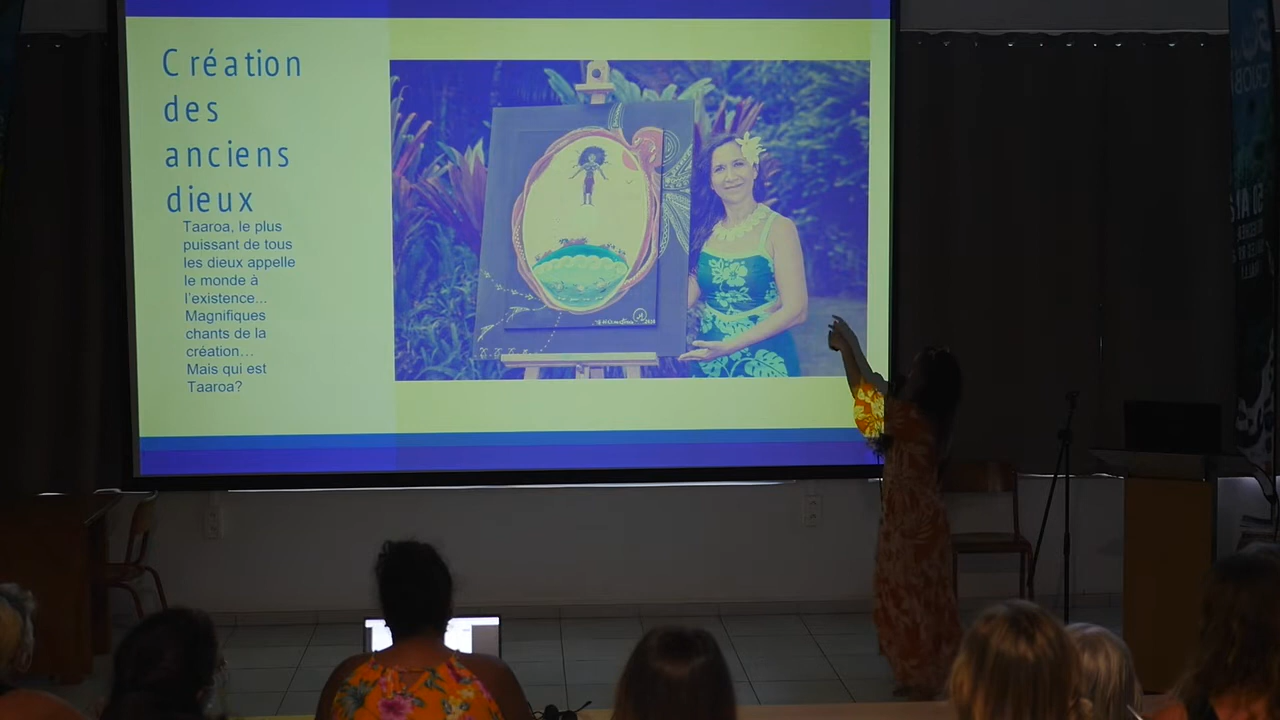 Création
des
anciens
dieux
Taaroa, le plus
puissant de tous
les dieux appelle
le monde à
l'existence...
Magnifiques
chants de la
création...
Mais qui est
Taaroa?